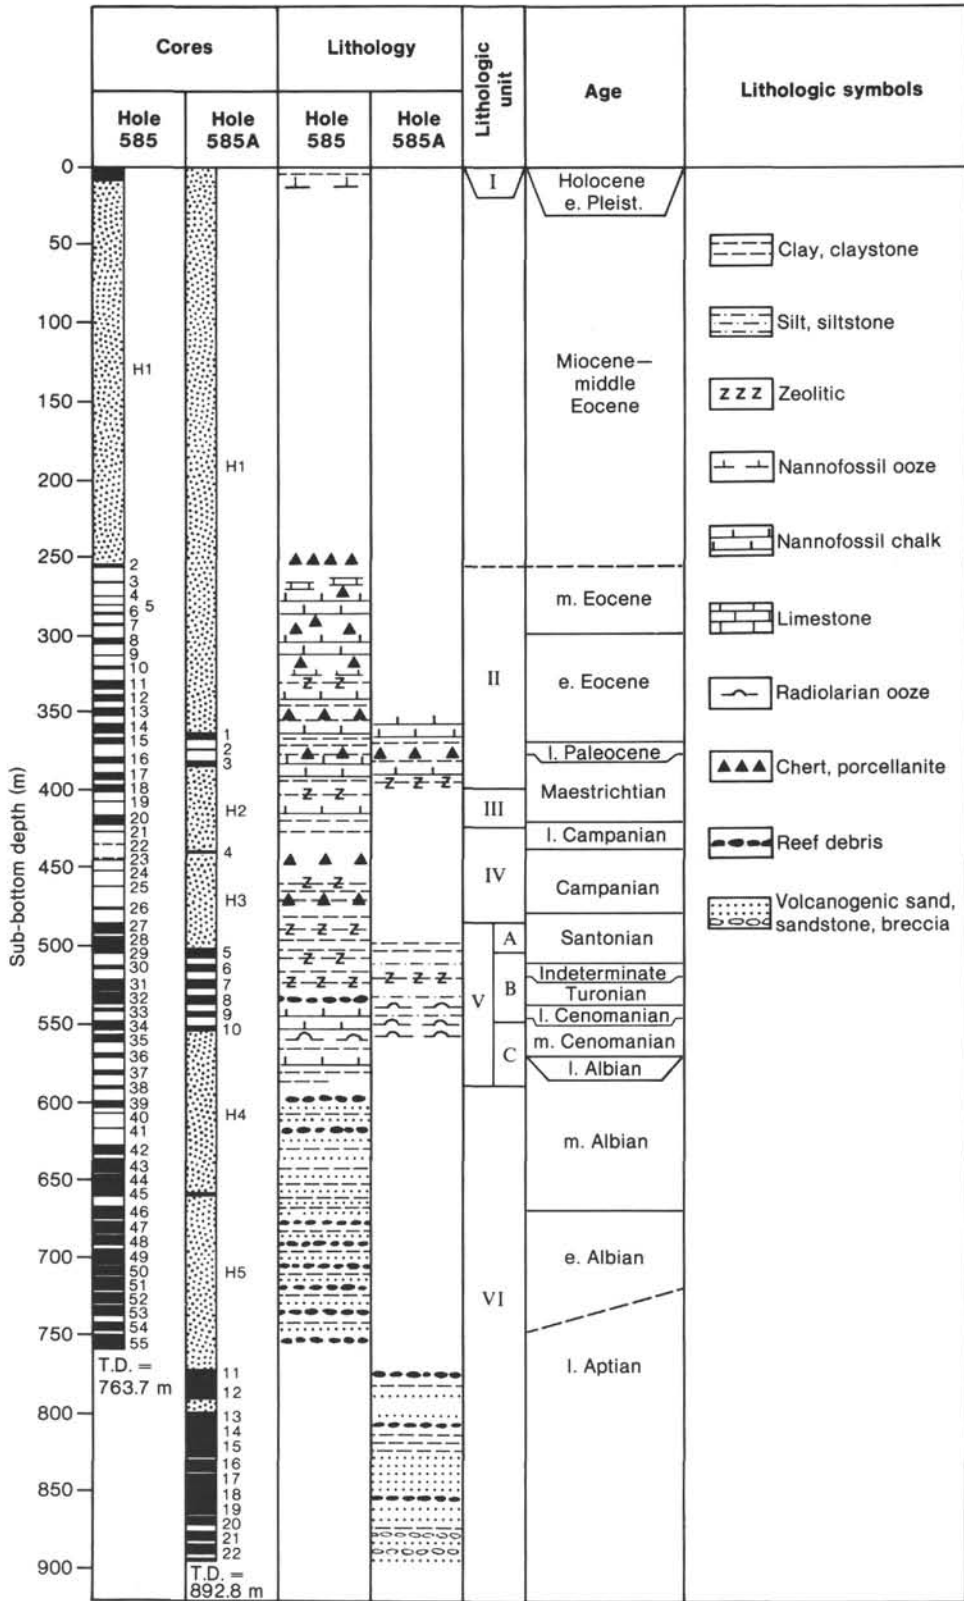 Cores
Lithology
Lithologic unit
Age
Lithologic symbols
Hole 585
Hole 585A
Hole 585
Hole 585A
Sub-bottom depth (m)
0
50
100
150
200
250
300
350
400
450
500
550
600
650
700
750
800
850
900
H1
2
3
4
5
6
7
8
9
10
11
12
13
14
15
16
17
18
19
20
21
22
23
24
25
26
27
28
29
30
31
32
33
34
35
36
37
38
39
40
41
42
43
44
45
46
47
48
49
50
51
52
53
54
55
T.D. =
763.7 m
H1
1
2
3
H2
4
H3
5
6
7
8
9
10
H4
H5
11
12
13
14
15
16
17
18
19
20
21
22
T.D. =
892.8 m
z z
z z
z z
z z
z z
z z
z z
z z
z z
I
II
III
IV
V
A
B
C
VI
Holocene
e. Pleist.
Miocene—
middle
Eocene
m. Eocene
e. Eocene
l. Paleocene
Maestrichtian
l. Campanian
Campanian
Santonian
Indeterminate
Turonian
l. Cenomanian
m. Cenomanian
l. Albian
m. Albian
e. Albian
l. Aptian
Clay, claystone
Silt, siltstone
z z z Zeolitic
Nannofossil ooze
Nannofossil chalk
Limestone
Radiolarian ooze
Chert, porcellanite
Reef debris
Volcanogenic sand,
sandstone, breccia